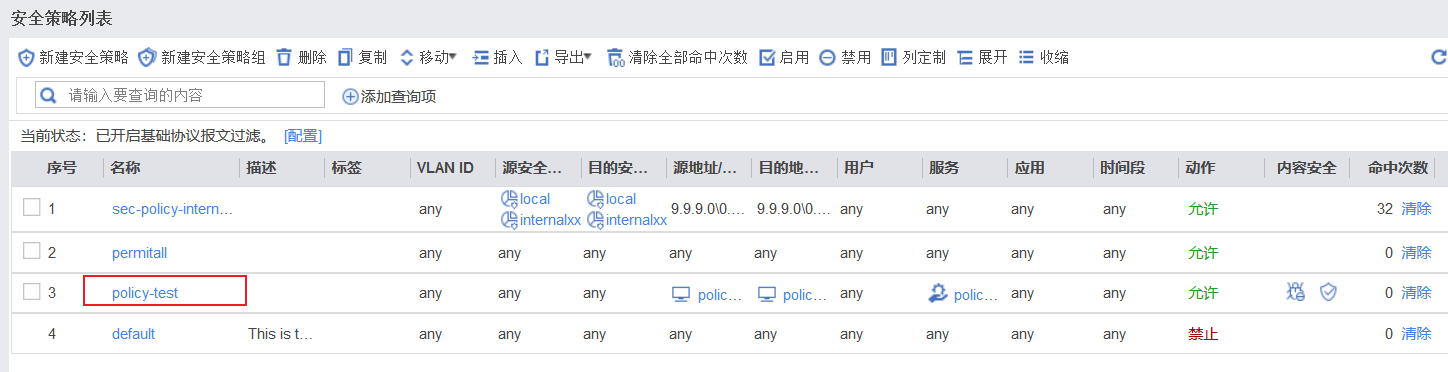 安全策略列表
新建安全策略 新建安全策略组 删除 复制 移动 插入 导出 清除全部命中次数 启用 禁用 列定制 展开 收缩
请输入要查询的内容 添加查询项
当前状态：已开启基础协议报文过滤。 [配置]
序号 名称 描述 标签 VLAN ID 源安全... 目的安... 源地址/... 目的地... 用户 服务 应用 时间段 动作 内容安全 命中次数
1 sec-policy-intern... any local internalxx local internalxx 9.9.9.0\0.... 9.9.9.0\0.... any any any any 允许 32 清除
2 permitall any any any any any any any any any 允许 0 清除
3 policy-test any any any polic... polic... any polic... any any 允许 0 清除
4 default This is t... any any any any any any any any any 禁止 0 清除